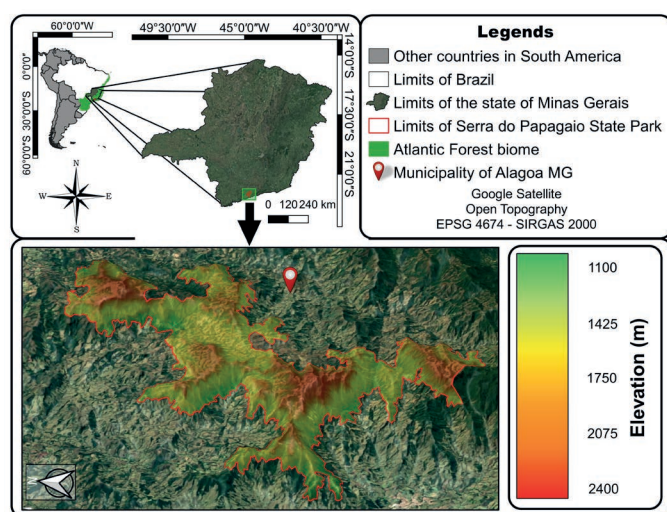 60°0'0"W
49°30'0"W 45°0'0"W 40°30'0"W
0°0'0"
30°0'0"S
60°0'0"S
14°0'0"S
17°30'0"S
21°0'0"S
N
W E
S
0 120 240 km
Legends
Other countries in South America
Limits of Brazil
Limits of the state of Minas Gerais
Limits of Serra do Papagaio State Park
Atlantic Forest biome
Municipality of Alagoa MG
Google Satellite
Open Topography
EPSG 4674 - SIRGAS 2000
1100
1425
1750
2075
2400
Elevation (m)